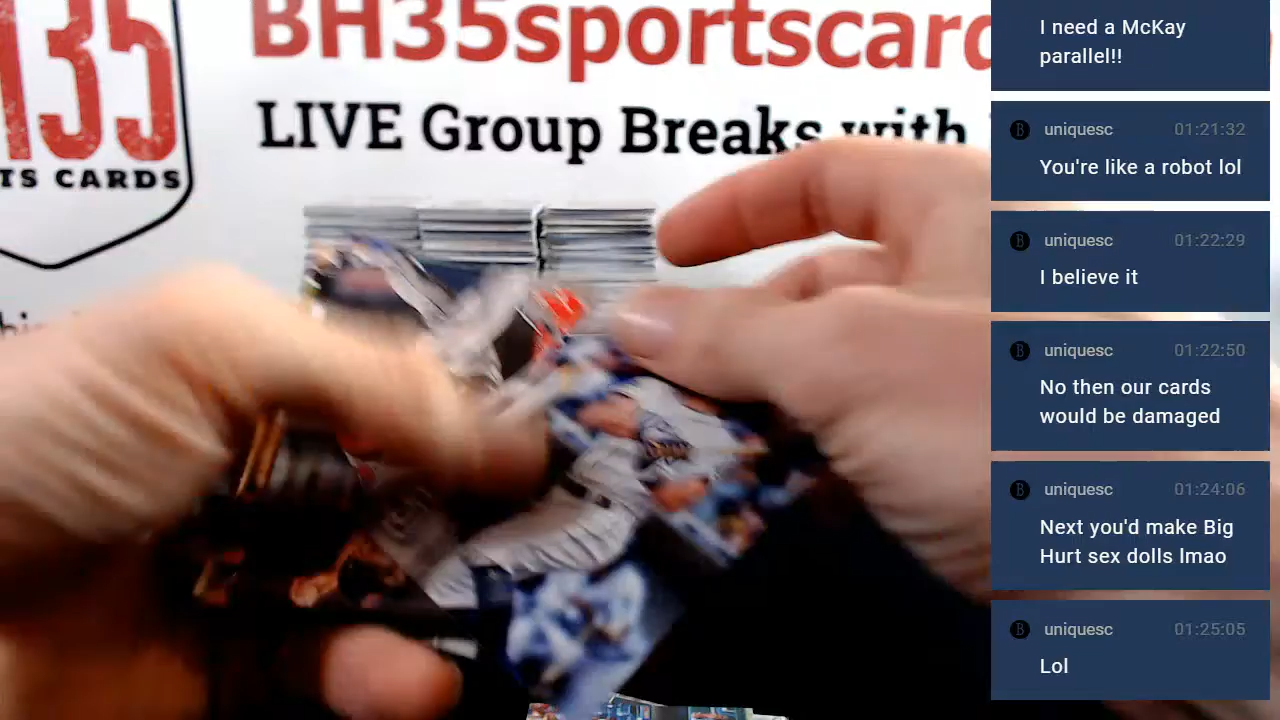 135
TS CARDS
BH35sportscard
LIVE Group Breaks with
I need a McKay
parallel!!
uniquesc 01:21:32
You're like a robot lol
uniquesc 01:22:29
I believe it
uniquesc 01:22:50
No then our cards
would be damaged
uniquesc 01:24:06
Next you'd make Big
Hurt sex dolls lmao
uniquesc 01:25:05
Lol